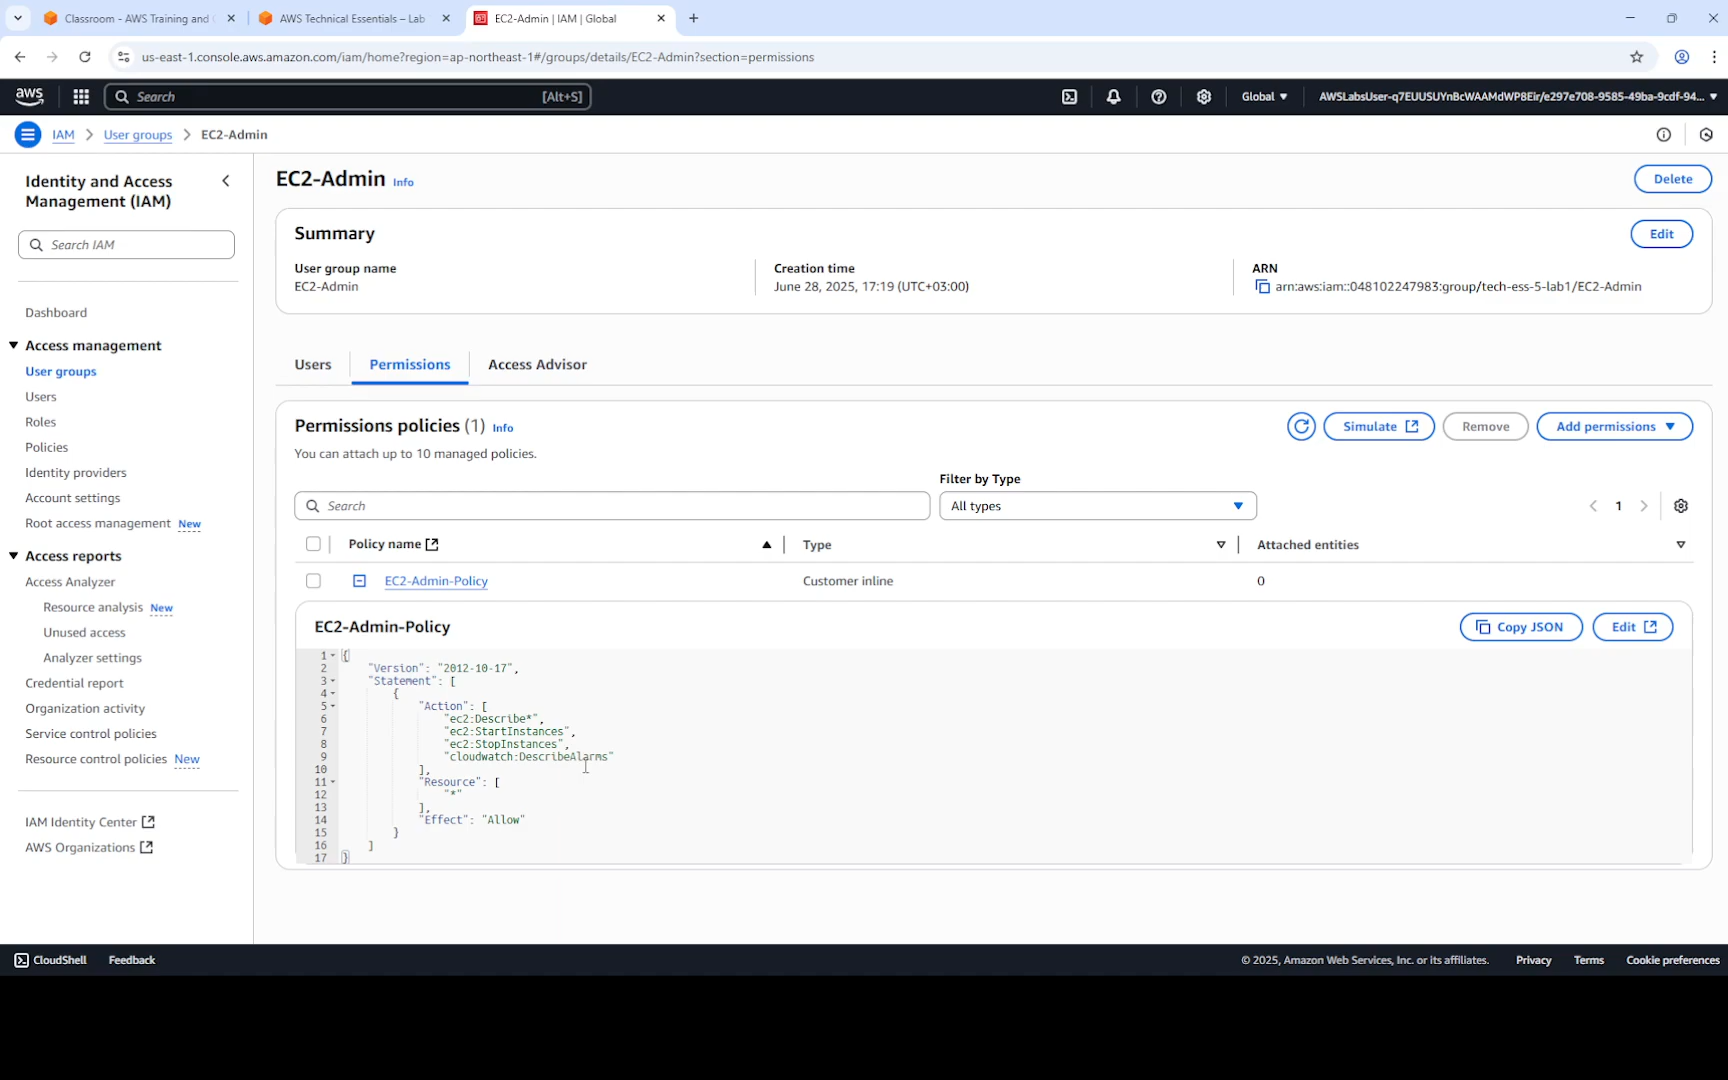 Classroom - AWS Training and
AWS Technical Essentials – Lab
EC2-Admin | IAM | Global
us-east-1.console.aws.amazon.com/iam/home?region=ap-northeast-1#/groups/details/EC2-Admin?section=permissions
aws
Search
[Alt+S]
Global
AWSLabsUser-q7EUUSUYnBcWAAMdWP8Eir/e297e708-9585-49ba-9cdf-94...
IAM
User groups
EC2-Admin
Identity and Access
Management (IAM)
Search IAM
Dashboard
Access management
User groups
Users
Roles
Policies
Identity providers
Account settings
Root access management New
Access reports
Access Analyzer
Resource analysis New
Unused access
Analyzer settings
Credential report
Organization activity
Service control policies
Resource control policies New
IAM Identity Center
AWS Organizations
EC2-Admin Info
Delete
Summary
Edit
User group name
EC2-Admin
Creation time
June 28, 2025, 17:19 (UTC+03:00)
ARN
arn:aws:iam::048102247983:group/tech-ess-5-lab1/EC2-Admin
Users
Permissions
Access Advisor
Permissions policies (1) Info
You can attach up to 10 managed policies.
Simulate
Remove
Add permissions
Filter by Type
Search
All types
1
Policy name
Type
Attached entities
EC2-Admin-Policy
Customer inline
0
EC2-Admin-Policy
Copy JSON
Edit
1 {
2 "Version": "2012-10-17",
3 "Statement": [
4 {
5 "Action": [
6 "ec2:Describe*",
7 "ec2:StartInstances",
8 "ec2:StopInstances",
9 "cloudwatch:DescribeAlarms"
10 ],
11 "Resource": [
12 "*"
13 ],
14 "Effect": "Allow"
15 }
16 ]
17 }
CloudShell
Feedback
© 2025, Amazon Web Services, Inc. or its affiliates.
Privacy
Terms
Cookie preferences